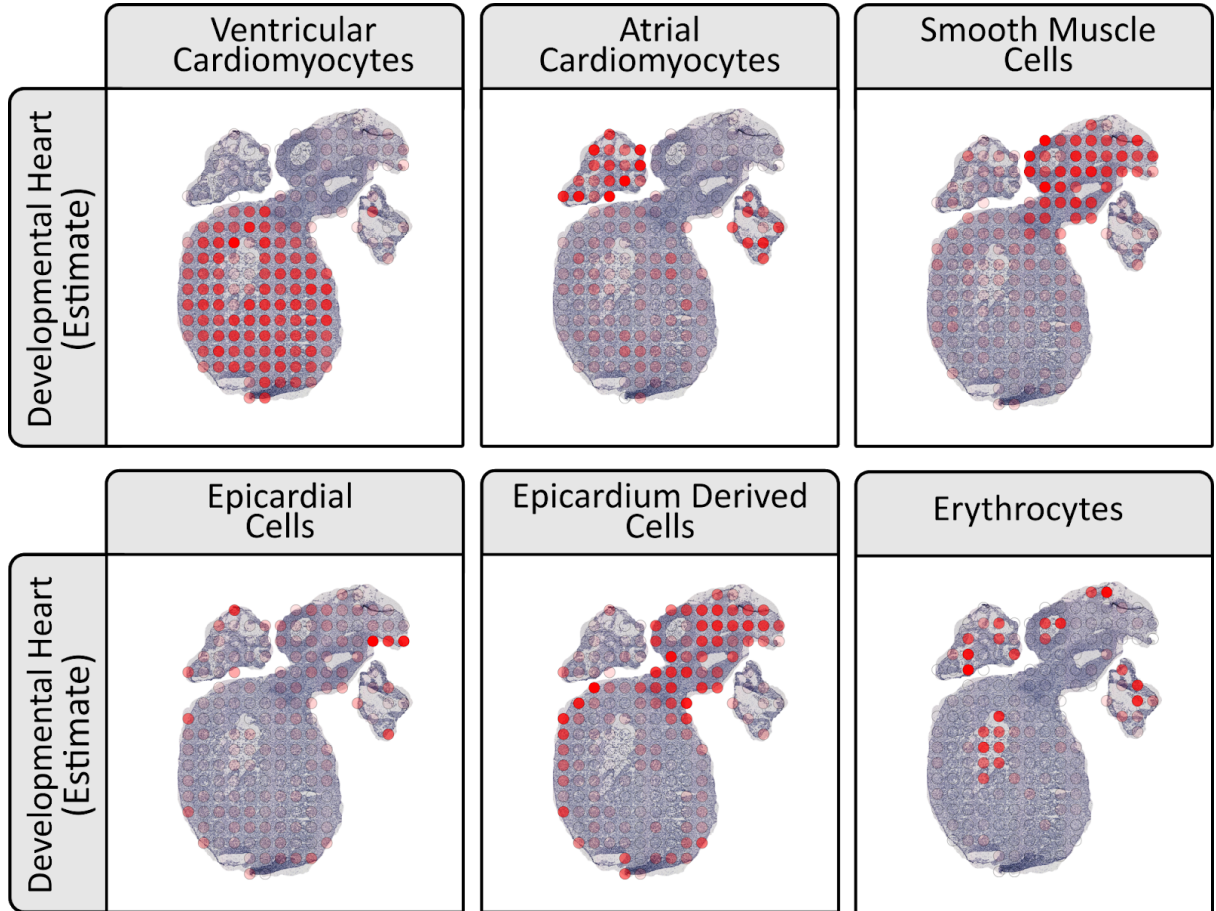 Ventricular
Cardiomyocytes
Atrial
Cardiomyocytes
Smooth Muscle
Cells
Developmental Heart
(Estimate)
Epicardial
Cells
Epicardium Derived
Cells
Erythrocytes
Developmental Heart
(Estimate)